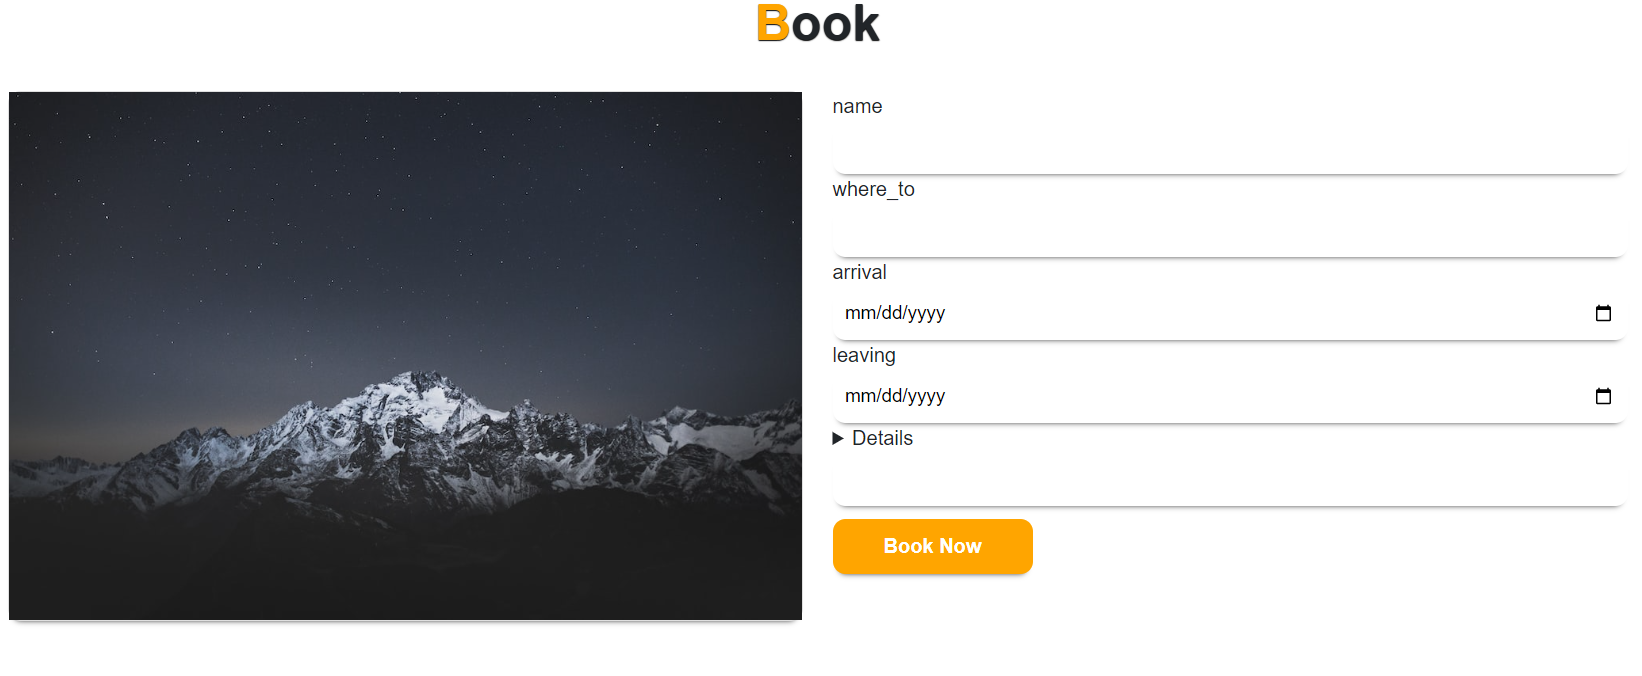 Book
name
where_to
arrival
mm/dd/yyyy
leaving
mm/dd/yyyy
Details
Book Now